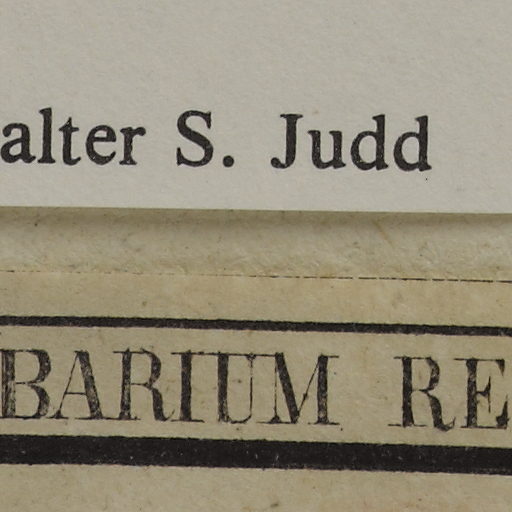 alter S. Judd
BARIUM RE